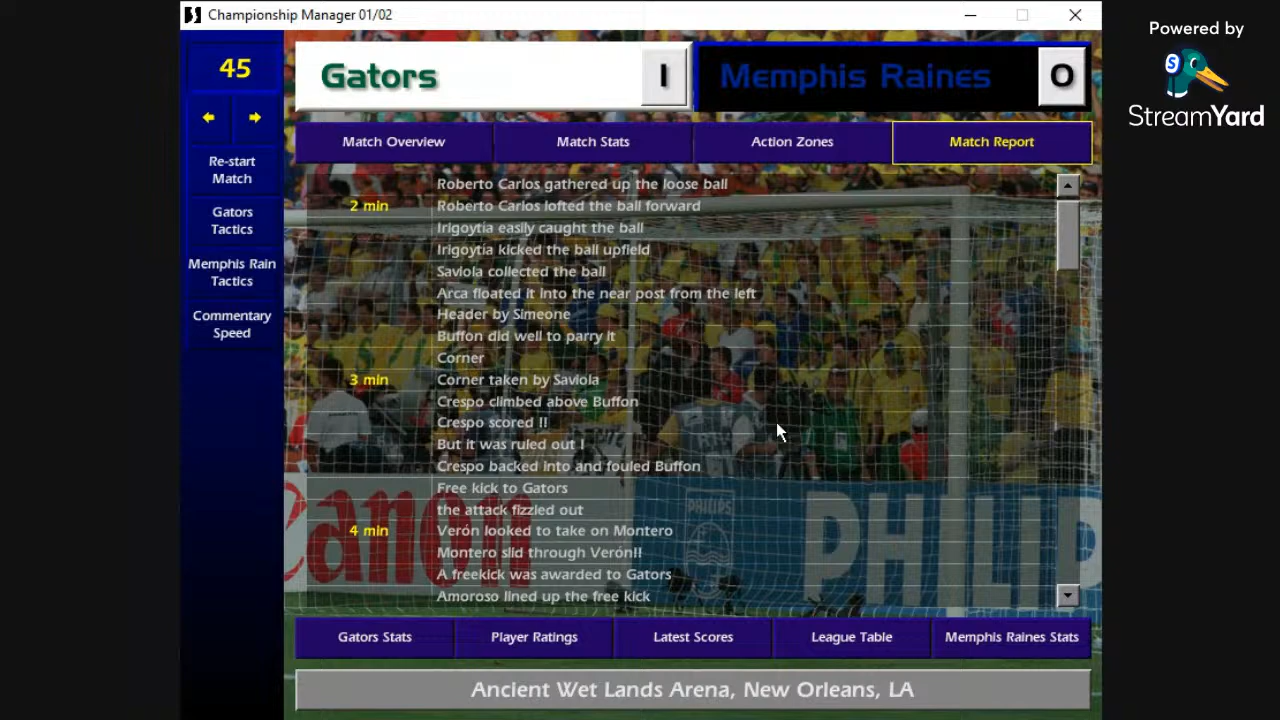 Championship Manager 01/02
Powered by
StreamYard
45
Gators
1
Memphis Raines
0
Match Overview
Match Stats
Action Zones
Match Report
Re-start
Match
Gators
Tactics
Memphis Rain
Tactics
Commentary
Speed
Roberto Carlos gathered up the loose ball
2 min Roberto Carlos lofted the ball forward
Irigoytia easily caught the ball
Irigoytia kicked the ball upfield
Saviola collected the ball
Arca floated it into the near post from the left
Header by Simeone
Buffon did well to parry it
Corner
3 min Corner taken by Saviola
Crespo climbed above Buffon
Crespo scored !!
But it was ruled out !
Crespo backed into and fouled Buffon
Free kick to Gators
the attack fizzled out
4 min Verón looked to take on Montero
Montero slid through Verón!!
A freekick was awarded to Gators
Amoroso lined up the free kick
Canon
PHILIPS
PHILIP
Gators Stats
Player Ratings
Latest Scores
League Table
Memphis Raines Stats
Ancient Wet Lands Arena, New Orleans, LA